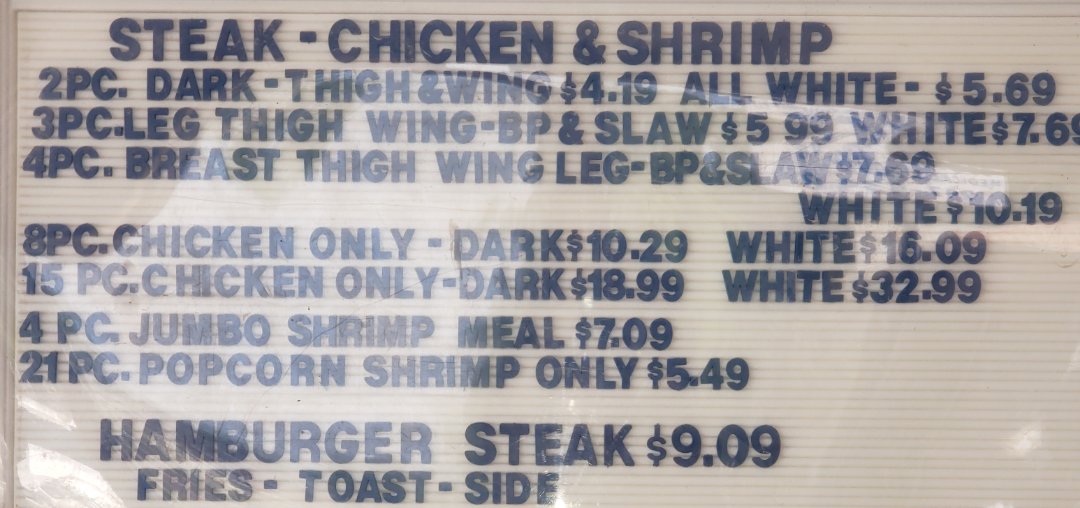 STEAK - CHICKEN & SHRIMP
2PC. DARK - THIGH & WING $4.19 ALL WHITE - $5.69
3PC. LEG THIGH WING - BP & SLAW $5 99 WHITE $7.69
4PC. BREAST THIGH WING LEG - BP & SLAW $7.69
WHITE $10.19
8PC. CHICKEN ONLY - DARK $10.29 WHITE $16.09
15 PC. CHICKEN ONLY - DARK $18.99 WHITE $32.99
4 PC. JUMBO SHRIMP MEAL $7.09
21 PC. POPCORN SHRIMP ONLY $5.49
HAMBURGER STEAK $9.09
FRIES - TOAST - SIDE